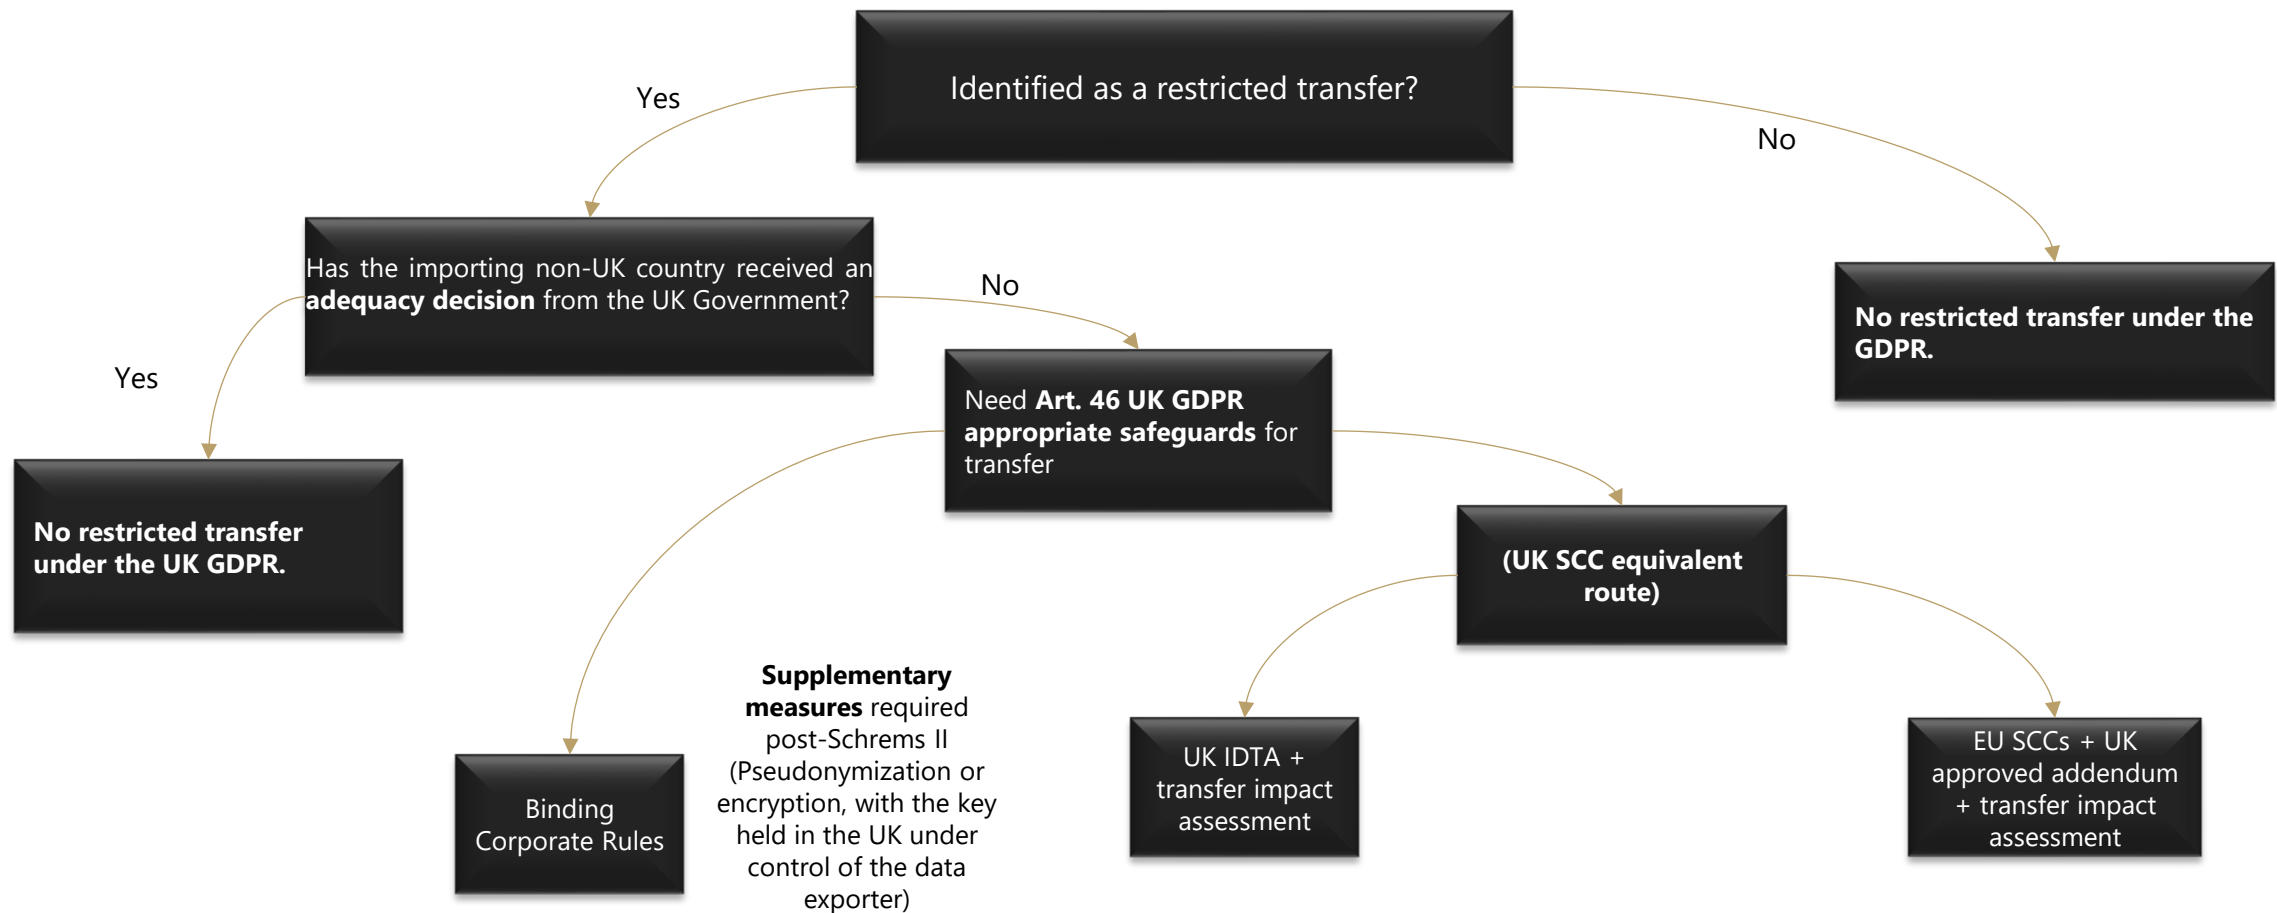 Identified as a restricted transfer?
Yes
No
Has the importing non-UK country received an
adequacy decision from the UK Government?
No
Yes
No restricted transfer under the
GDPR.
Need Art. 46 UK GDPR
appropriate safeguards for
transfer
No restricted transfer
under the UK GDPR.
(UK SCC equivalent
route)
Supplementary
measures required
post-Schrems II
(Pseudonymization or
encryption, with the key
held in the UK under
control of the data
exporter)
Binding
Corporate Rules
UK IDTA +
transfer impact
assessment
EU SCCs + UK
approved addendum
+ transfer impact
assessment